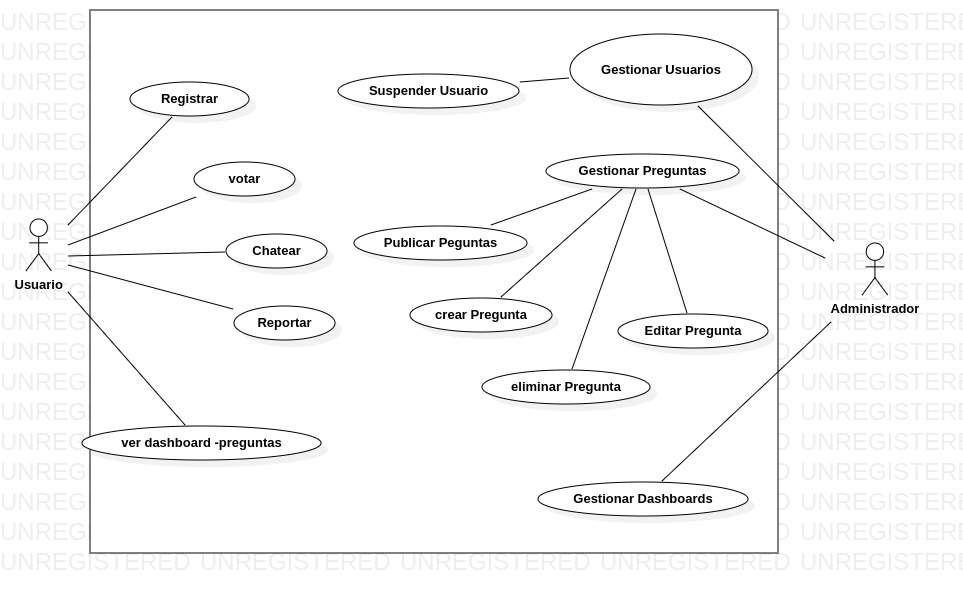 Gestionar Usuarios
Suspender Usuario
Registrar
Gestionar Preguntas
votar
Publicar Peguntas
Chatear
Usuario
Administrador
crear Pregunta
Reportar
Editar Pregunta
eliminar Pregunta
ver dashboard -preguntas
Gestionar Dashboards
UNREGISTERED UNREGISTERED UNREGISTERED UNREGISTERED UNREGISTERE